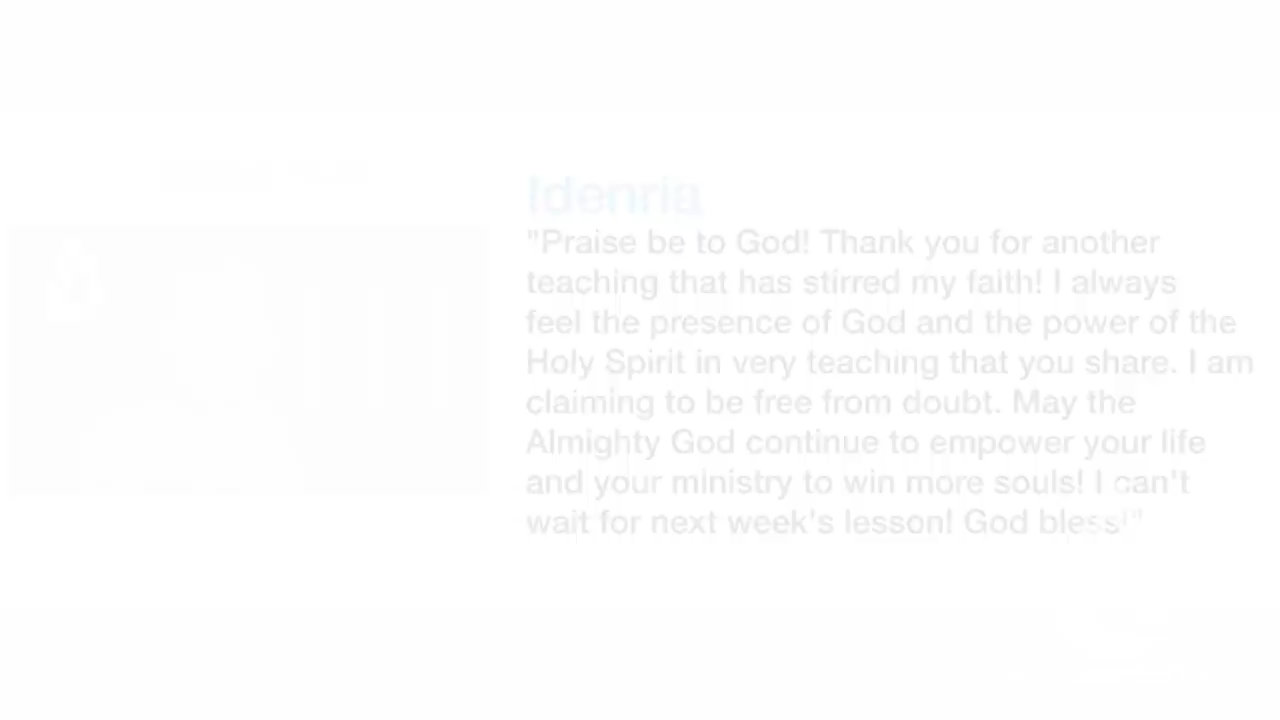 Idenria
"Praise be to God! Thank you for another
teaching that has stirred my faith! I always
feel the presence of God and the power of the
Holy Spirit in very teaching that you share. I am
claiming to be free from doubt. May the
Almighty God continue to empower your life
and your ministry to win more souls! I can't
wait for next week's lesson! God bless!"